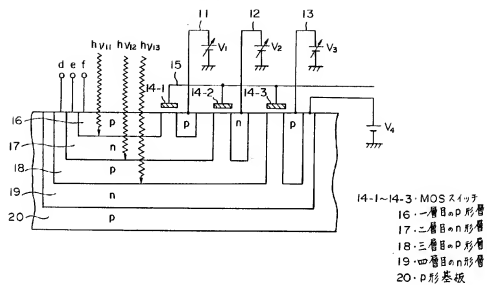 11
12
13
d e f
hν11 hν12 hν13
V1
V2
V3
15
14-1
14-2
14-3
16
p
p
n
p
17
n
V4
18
p
19
n
20
p
14-1~14-3・MOSスイッチ
16・一層目のp形層
17・二層目のn形層
18・三層目のp形層
19・四層目のn形層
20・p形基板